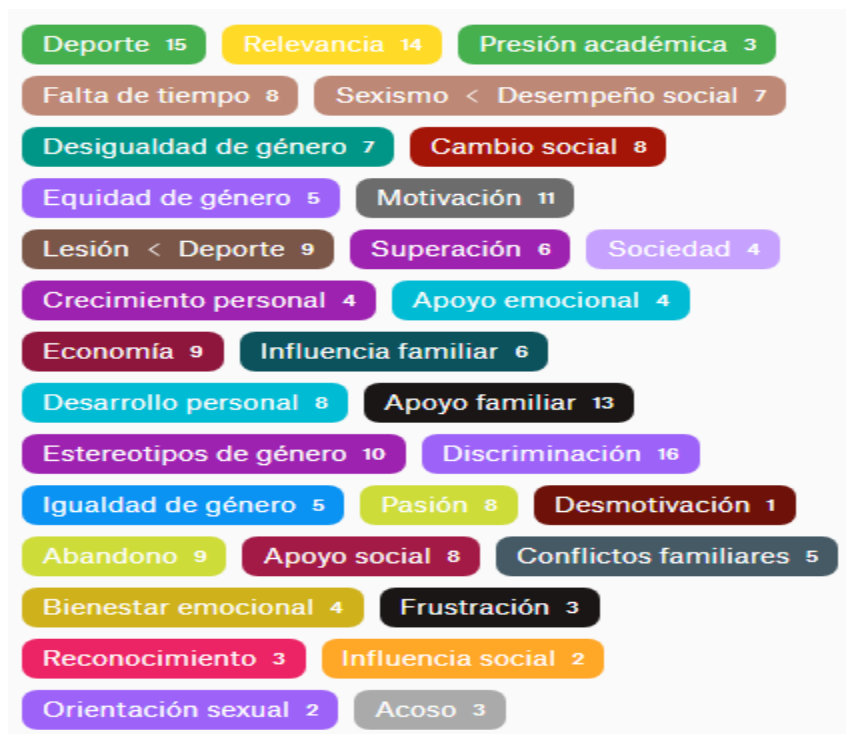 Deporte 15 Relevancia 14 Presión académica 3
Falta de tiempo 8 Sexismo < Desempeño social 7
Desigualdad de género 7 Cambio social 8
Equidad de género 5 Motivación 11
Lesión < Deporte 9 Superación 6 Sociedad 4
Crecimiento personal 4 Apoyo emocional 4
Economía 9 Influencia familiar 6
Desarrollo personal 8 Apoyo familiar 13
Estereotipos de género 10 Discriminación 16
Igualdad de género 5 Pasión 8 Desmotivación 1
Abandono 9 Apoyo social 8 Conflictos familiares 5
Bienestar emocional 4 Frustración 3
Reconocimiento 3 Influencia social 2
Orientación sexual 2 Acoso 3